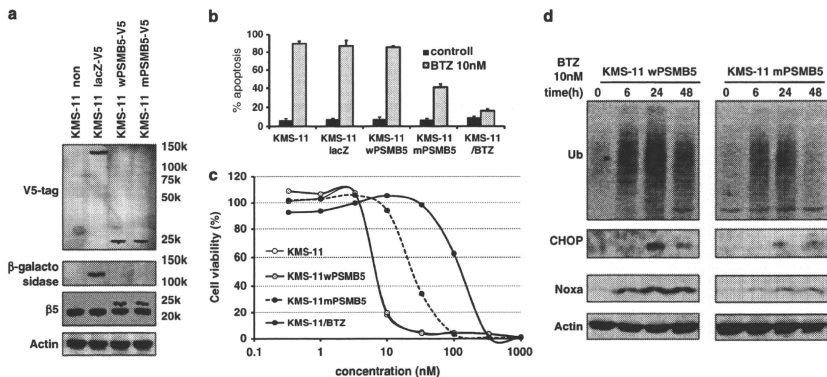 a
KMS-11 non
KMS-11 lacZ-V5
KMS-11 wPSMB5-V5
KMS-11 mPSMB5-V5
V5-tag
150k
100k
75k
50k
25k
β-galacto
sidase
150k
100k
β5
25k
20k
Actin
b
% apoptosis
100
80
60
40
20
0
controll
BTZ 10nM
KMS-11
KMS-11
lacZ
KMS-11
wPSMB5
KMS-11
mPSMB5
KMS-11
/BTZ
c
Cell viability (%)
120
100
80
60
40
20
0
KMS-11
KMS-11wPSMB5
KMS-11mPSMB5
KMS-11/BTZ
0.1
1
10
100
1000
concentration (nM)
d
BTZ
10nM
time(h)
KMS-11 wPSMB5
KMS-11 mPSMB5
0 6 24 48
0 6 24 48
Ub
CHOP
Noxa
Actin